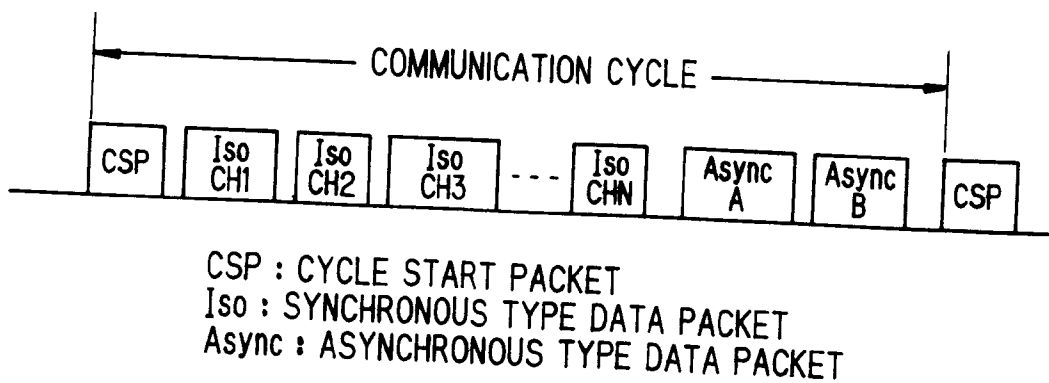 COMMUNICATION CYCLE
CSP
Iso
CH1
Iso
CH2
Iso
CH3
---
Iso
CHN
Async
A
Async
B
CSP
CSP : CYCLE START PACKET
Iso : SYNCHRONOUS TYPE DATA PACKET
Async : ASYNCHRONOUS TYPE DATA PACKET